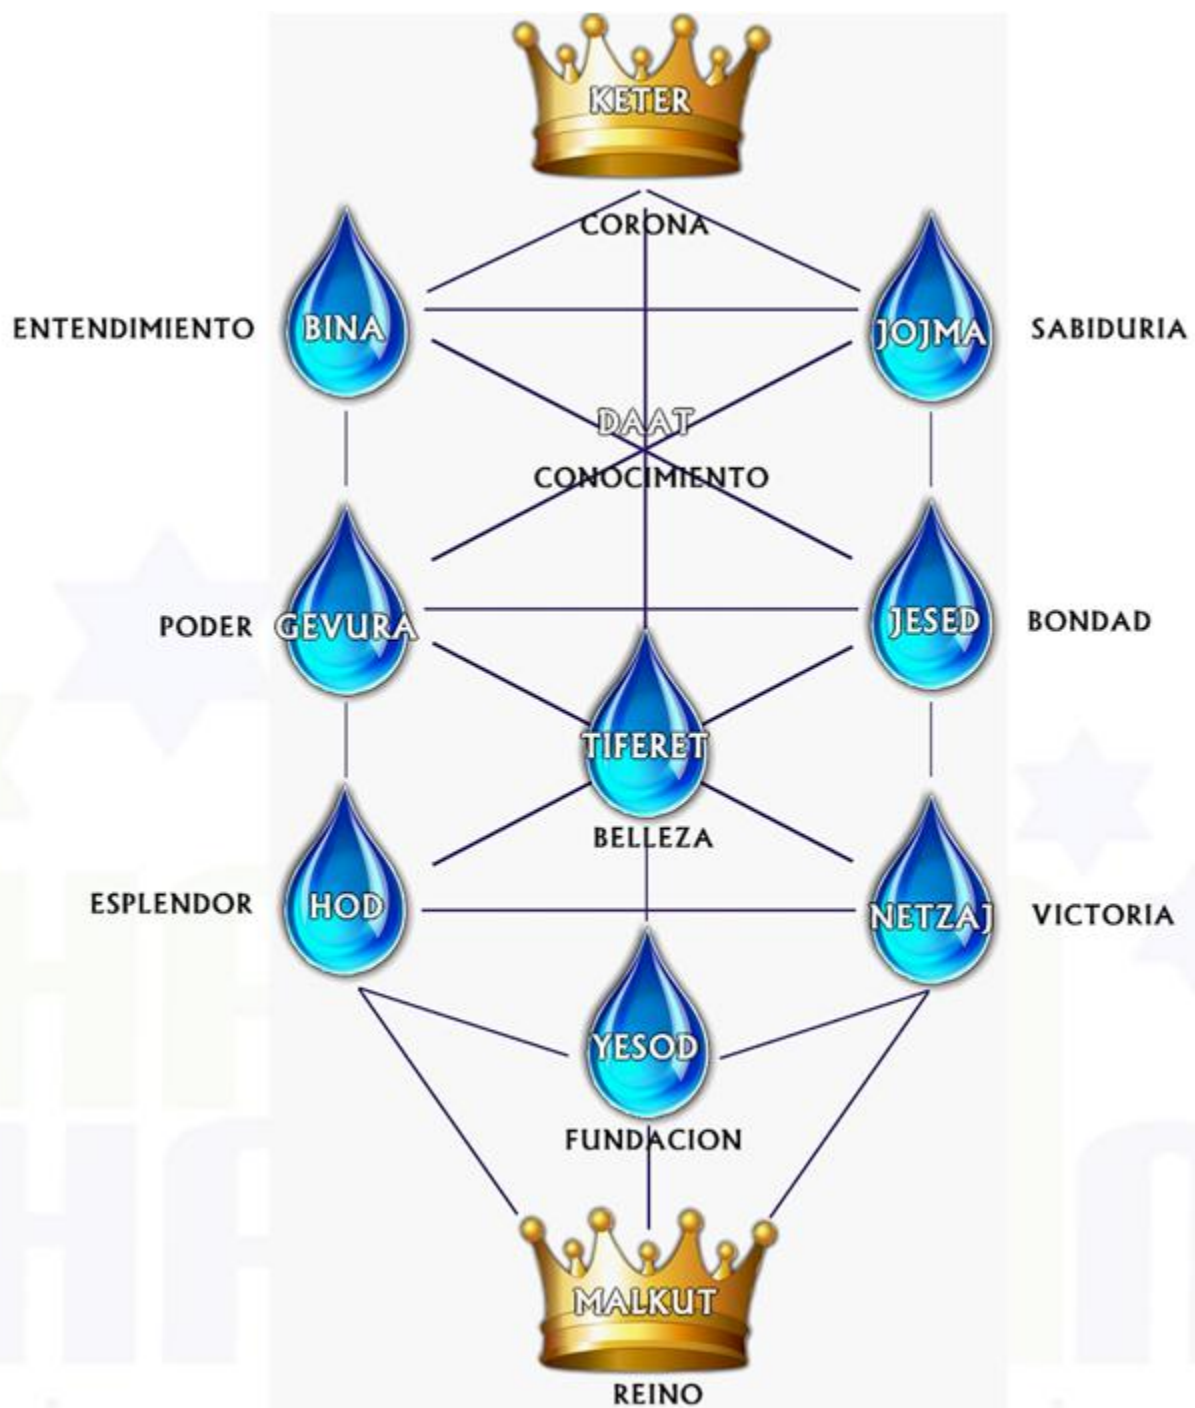 KETER
CORONA
ENTENDIMIENTO BINA JOJMA SABIDURIA
DAAT
CONOCIMIENTO
PODER GEVURA JESED BONDAD
TIFERET
BELLEZA
ESPLENDOR HOD NETZAJ VICTORIA
YESOD
FUNDACION
MALKUT
REINO